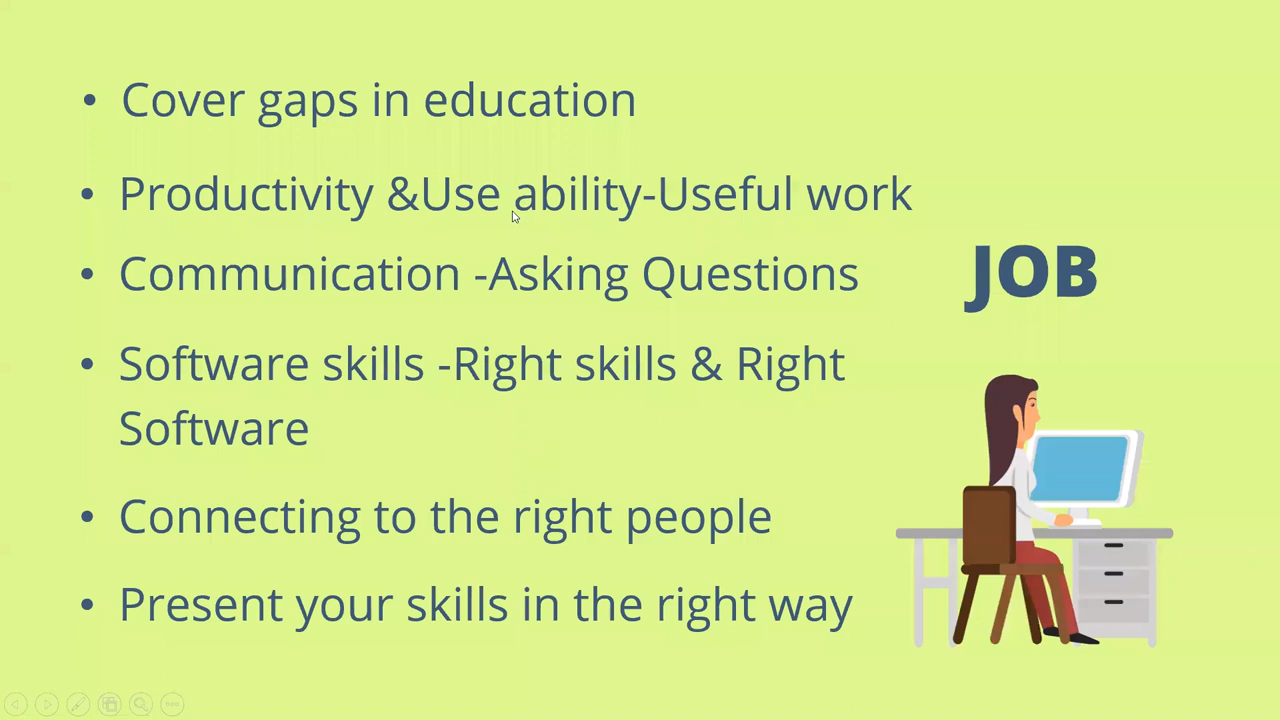 • Cover gaps in education
• Productivity &Use ability-Useful work
• Communication -Asking Questions
JOB
• Software skills -Right skills & Right
Software
• Connecting to the right people
• Present your skills in the right way